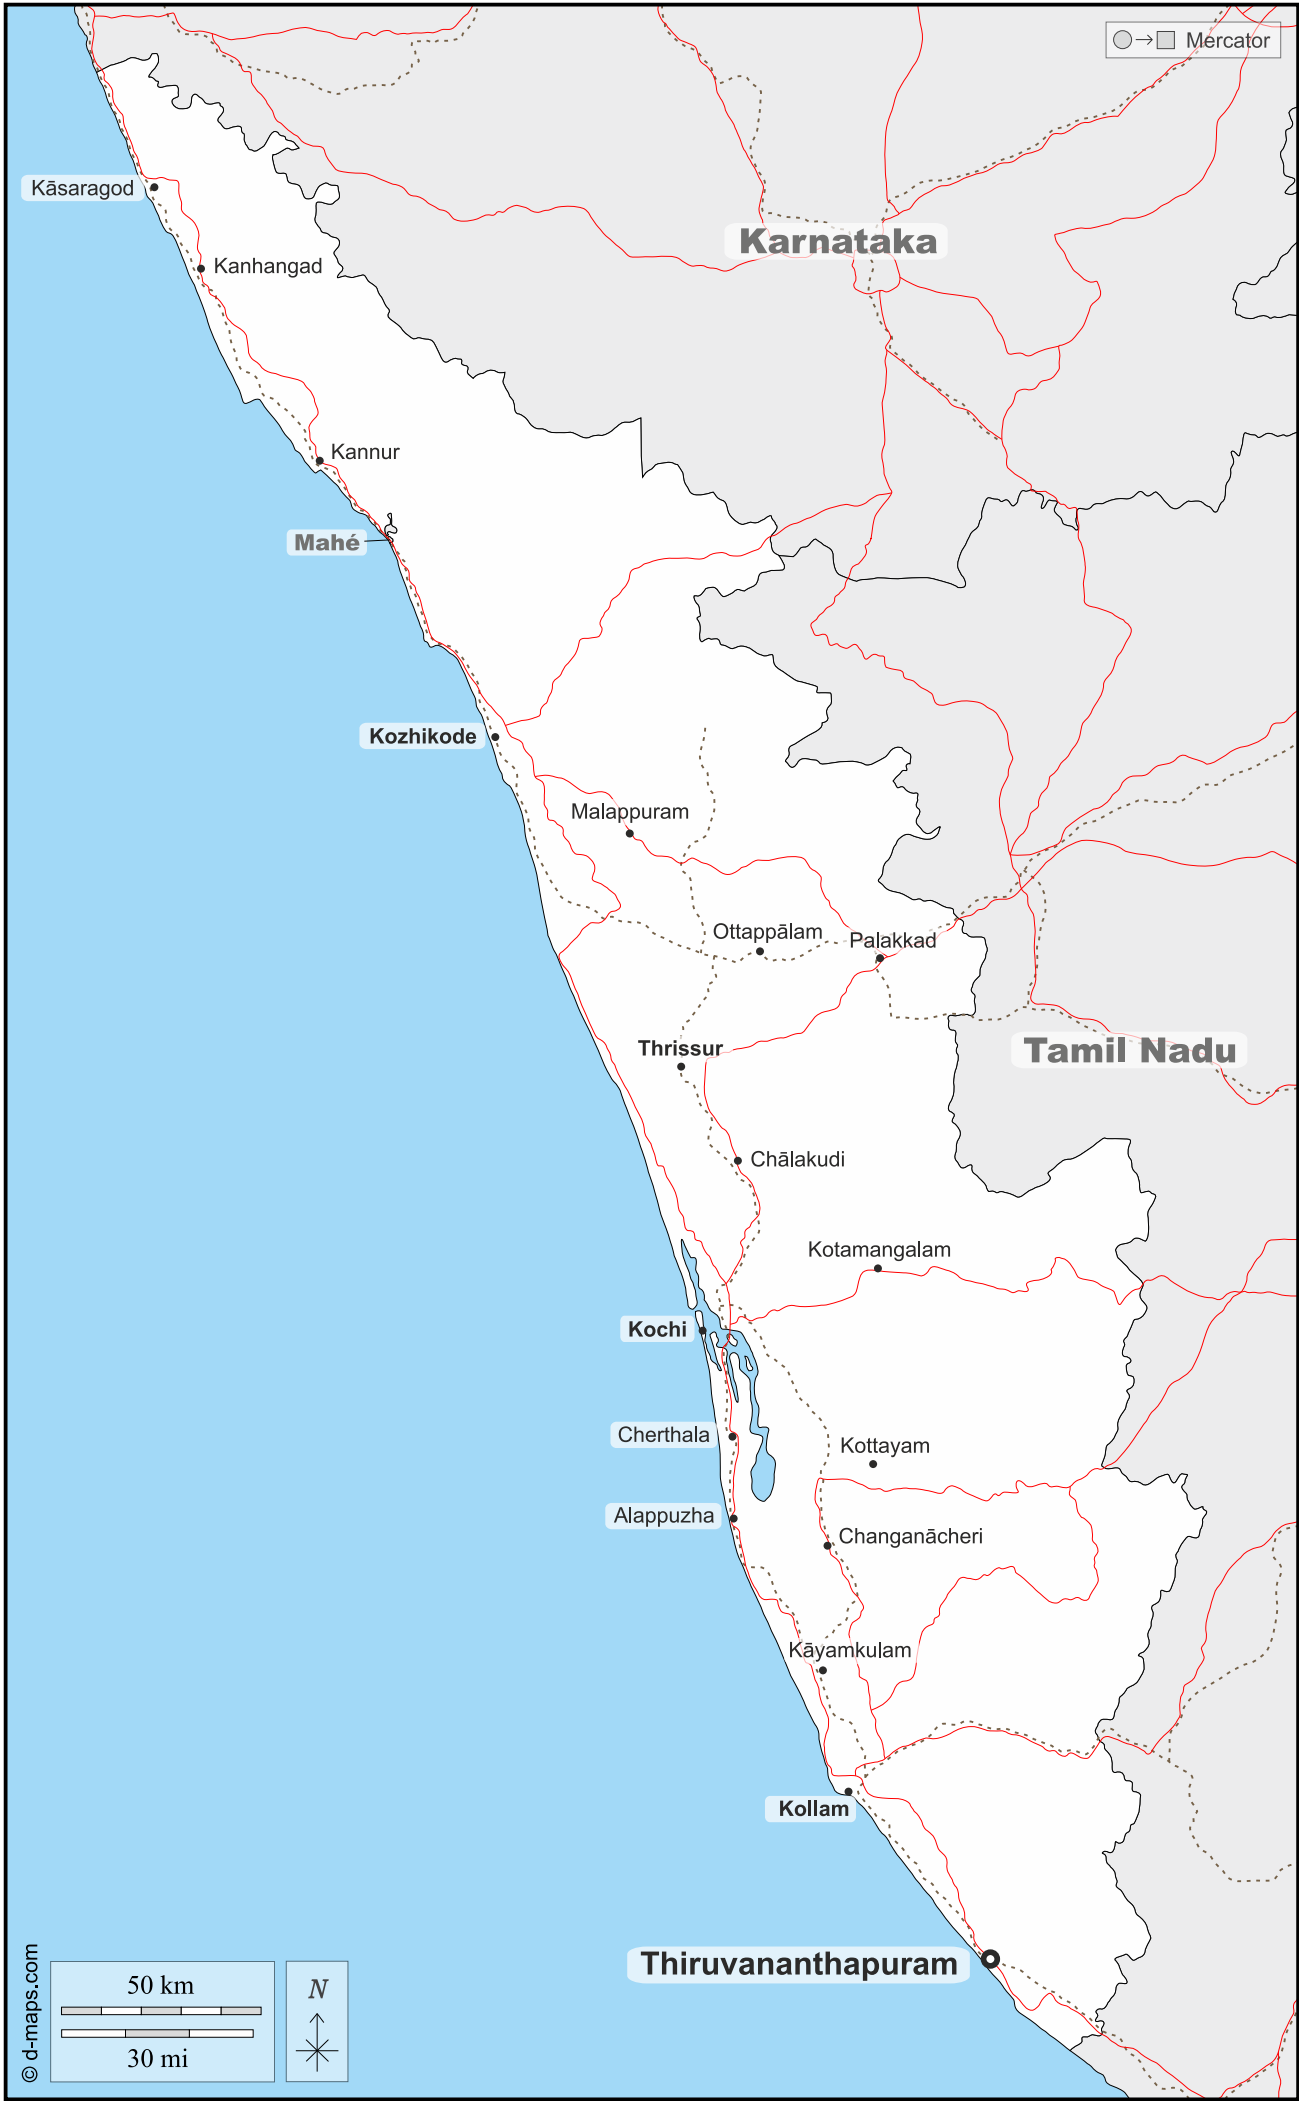 Mercator
Kāsaragod
Karnataka
Kanhangad
Kannur
Mahé
Kozhikode
Malappuram
Ottappālam
Palakkad
Thrissur
Tamil Nadu
Chālakudi
Kotamangalam
Kochi
Cherthala
Kottayam
Alappuzha
Changanācheri
Kāyamkulam
Kollam
Thiruvananthapuram
50 km
30 mi
N
© d-maps.com